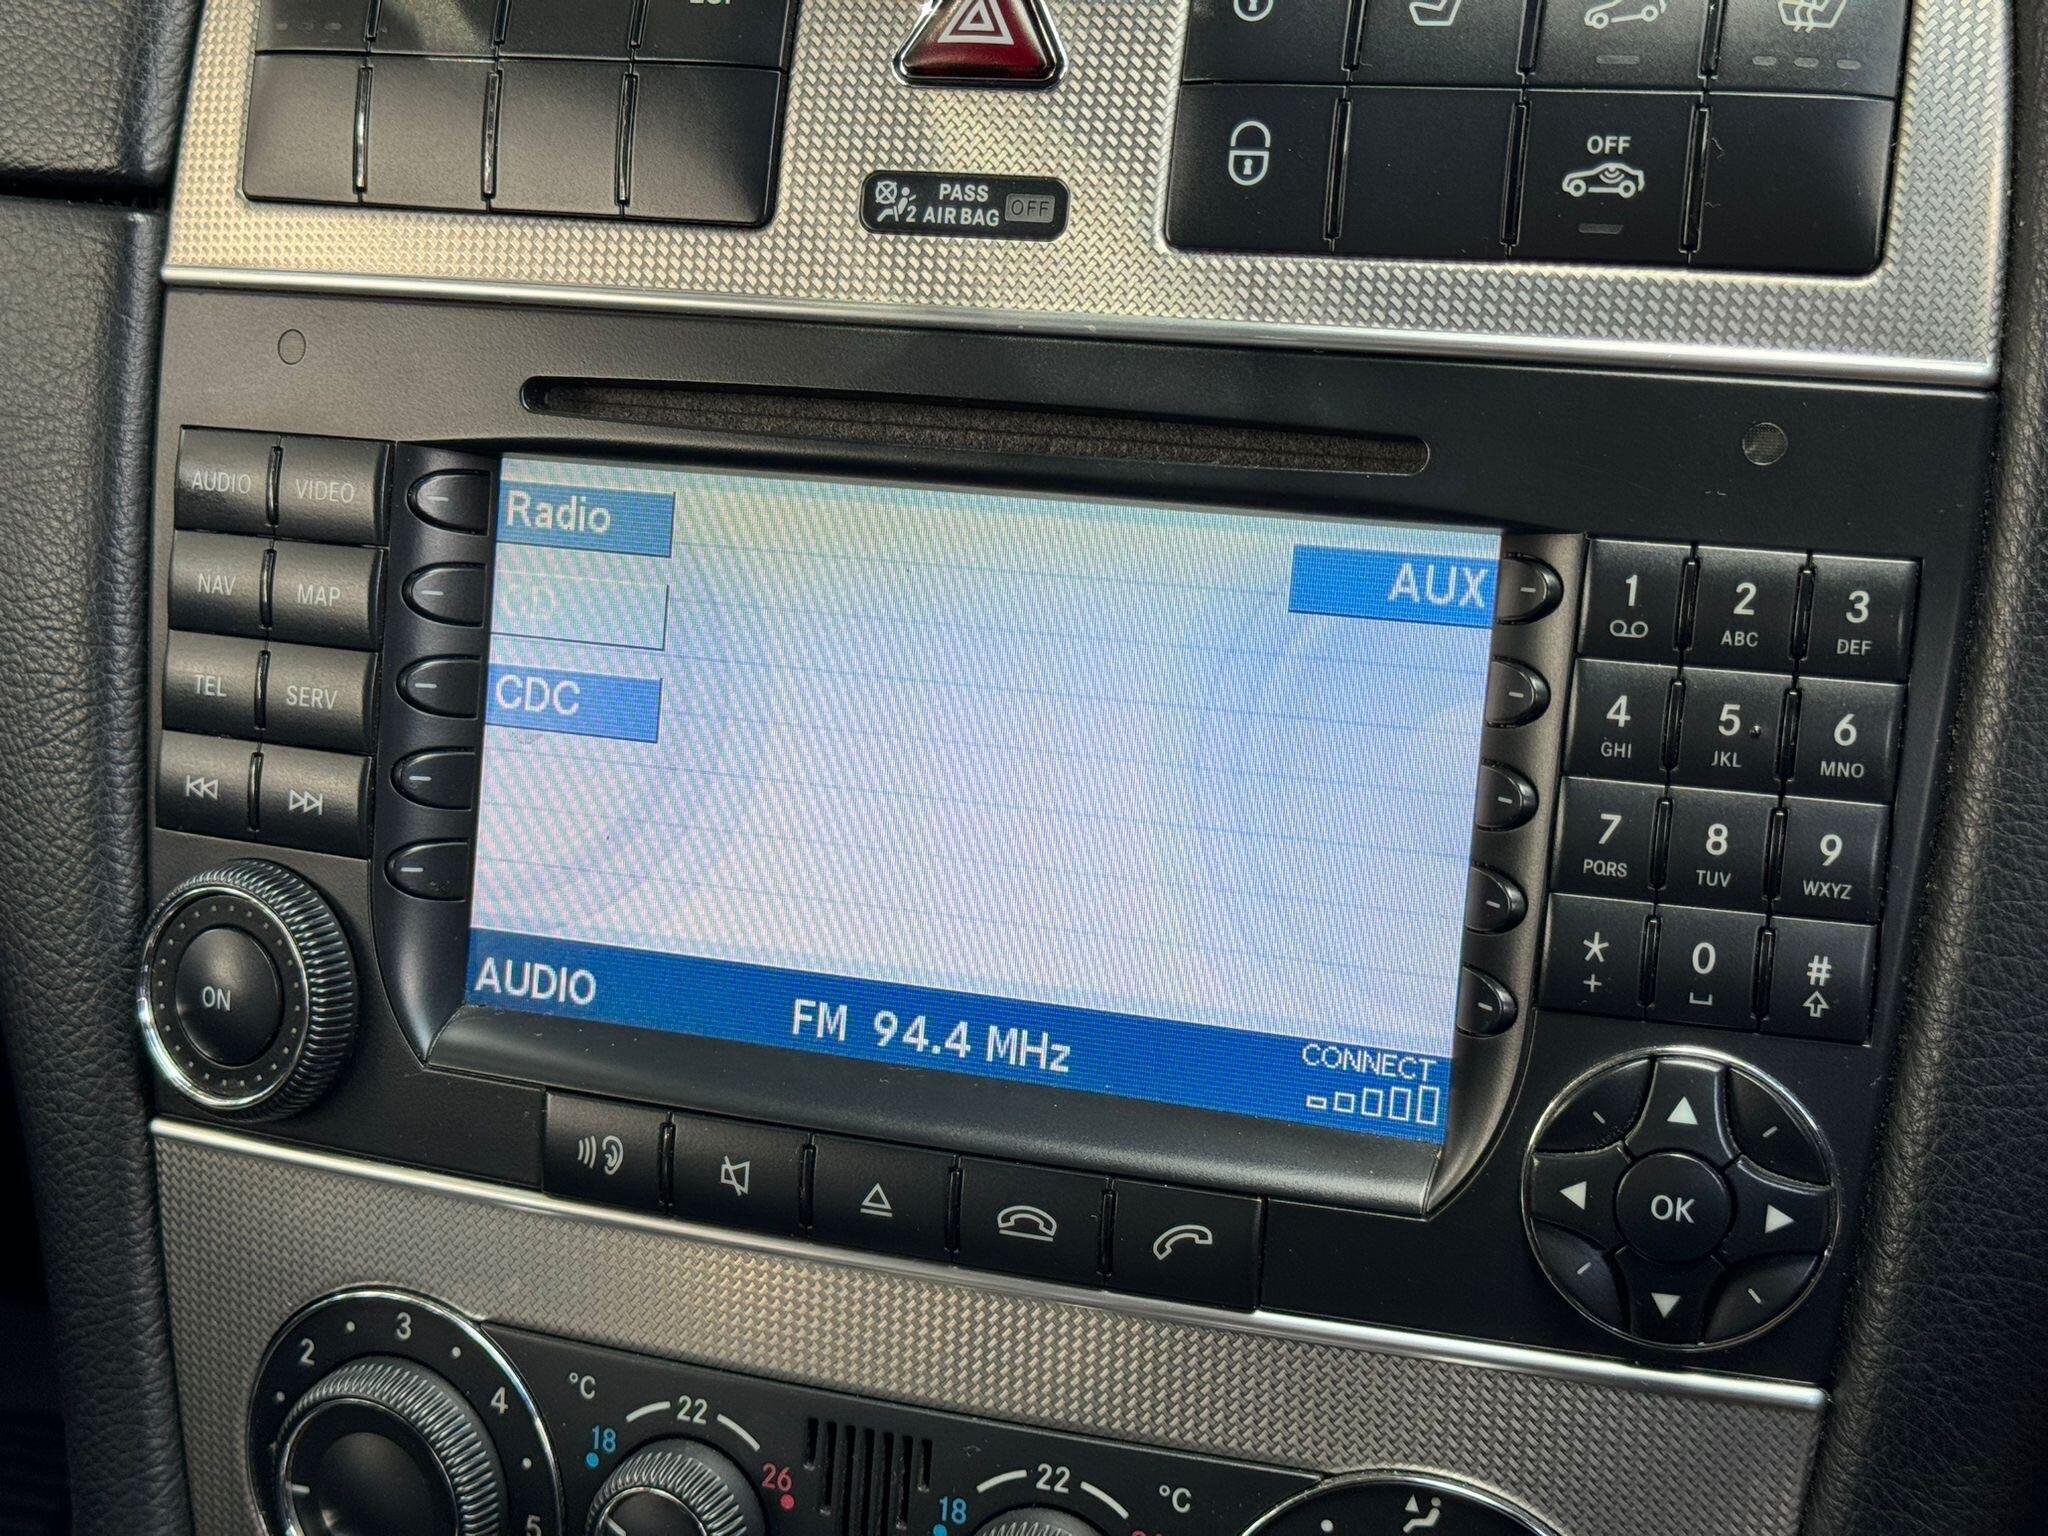 PASS
2 AIR BAG OFF
OFF
AUDIO VIDEO
NAV MAP
TEL SERV
ON
Radio
AUX
CD
CDC
AUDIO
FM 94.4 MHz
CONNECT
1 2 3
ABC DEF
4 5 6
GHI JKL MNO
7 8 9
PQRS TUV WXYZ
* 0 #
+
OK
2 3 4 5
°C
18 22 26
18 22 °C